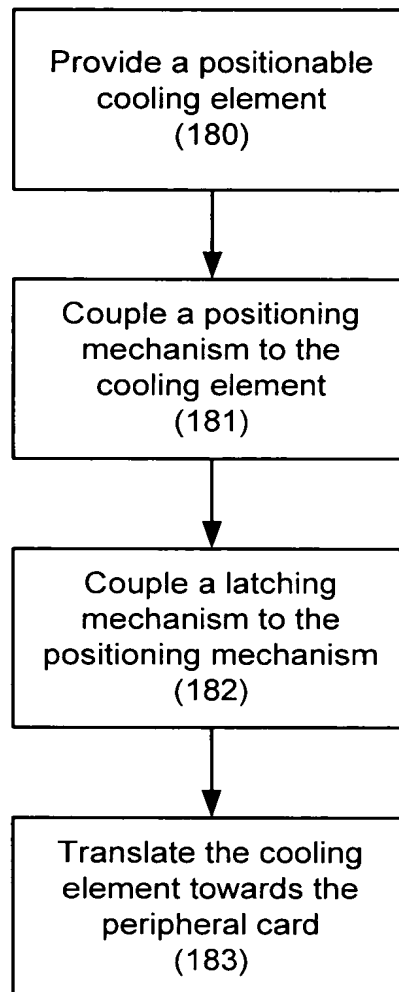 Provide a positionable
cooling element
(180)
Couple a positioning
mechanism to the
cooling element
(181)
Couple a latching
mechanism to the
positioning mechanism
(182)
Translate the cooling
element towards the
peripheral card
(183)